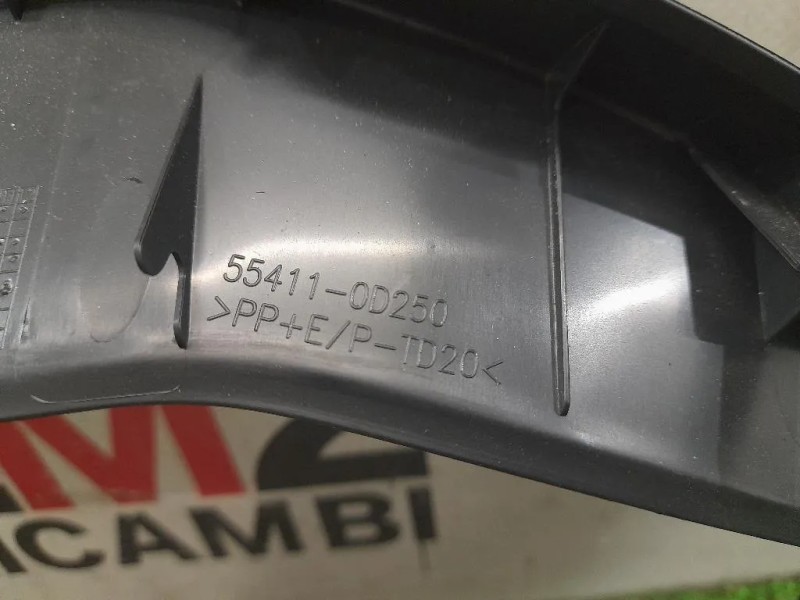 55411-0D250
>PP+E/P-TD20<
M2
RICAMBI